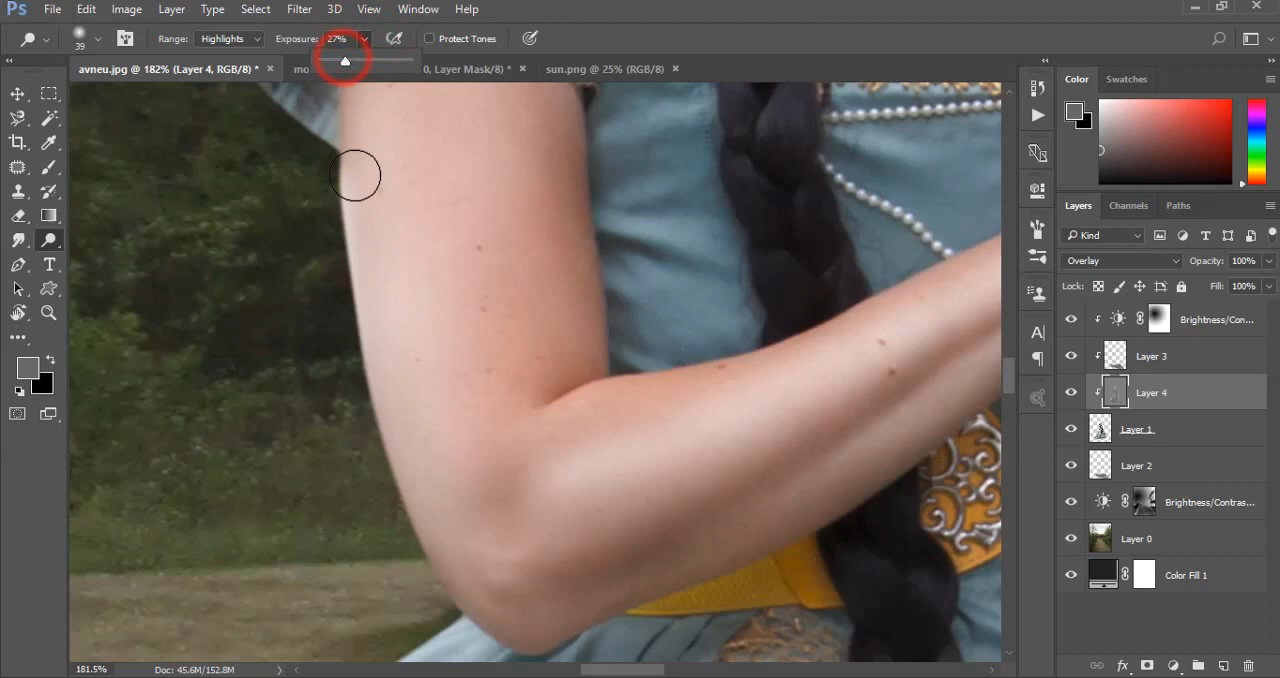 Ps File Edit Image Layer Type Select Filter 3D View Window Help
39 Range: Highlights Exposure: 27% Protect Tones
avneu.jpg @ 182% (Layer 4, RGB/8) * mo 0, Layer Mask/8) * sun.png @ 25% (RGB/8)
Color Swatches
Layers Channels Paths
Kind
Overlay Opacity: 100%
Lock: Fill: 100%
Brightness/Con...
Layer 3
Layer 4
Layer 1
Layer 2
Brightness/Contras...
Layer 0
Color Fill 1
181.5% Doc: 45.6M/152.8M